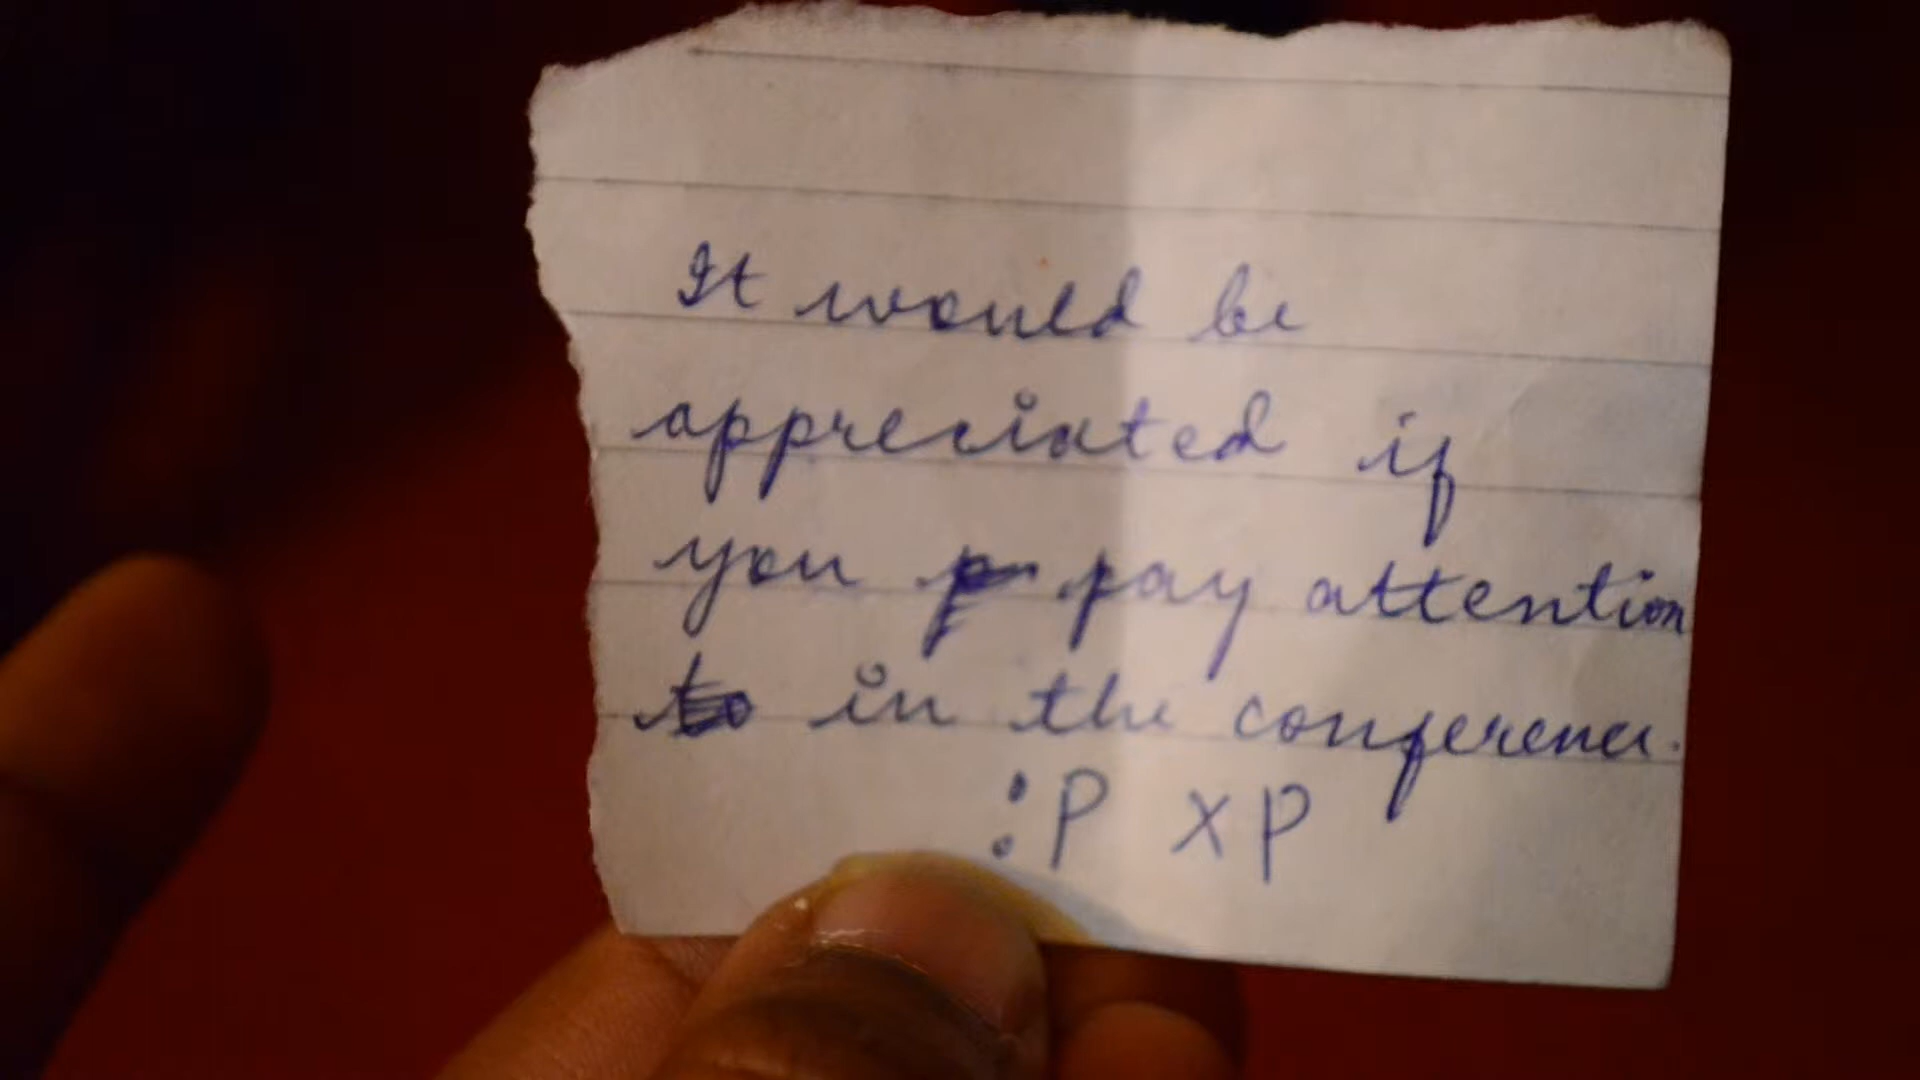 It would be
appreciated if
you pay attention
in the conference.
:P xP